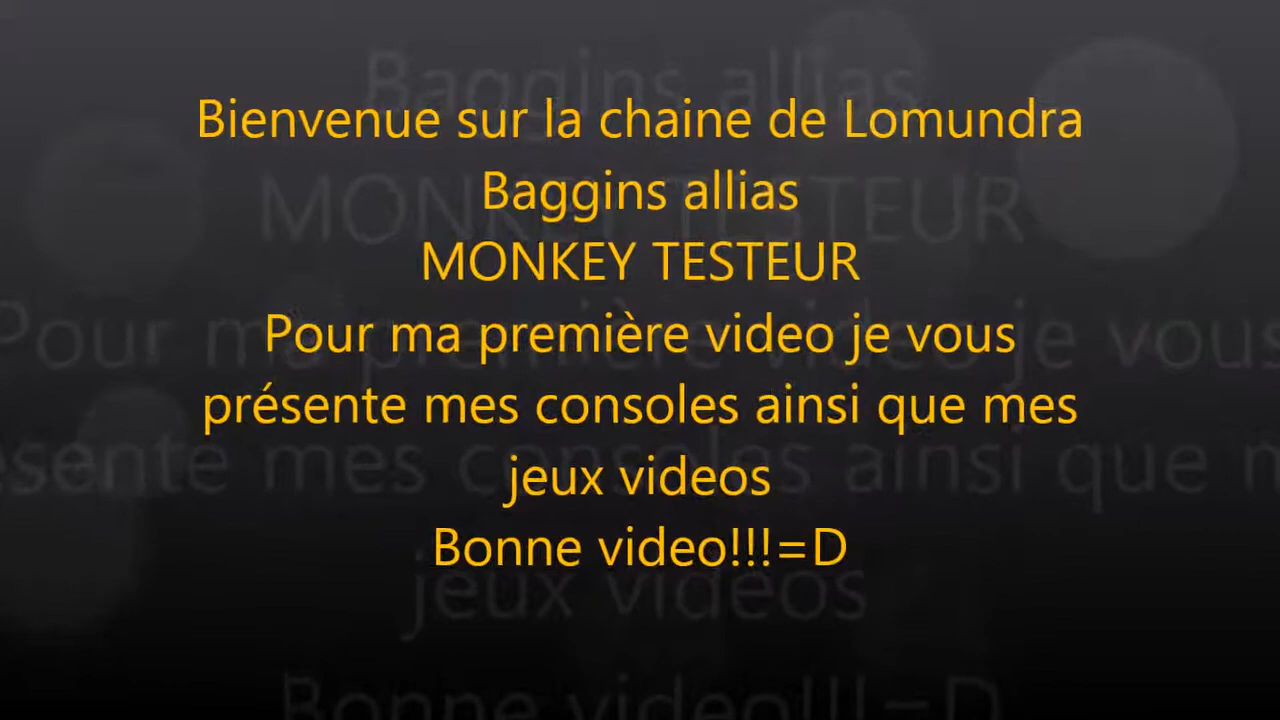 Bienvenue sur la chaine de Lomundra
Baggins allias
MONKEY TESTEUR
Pour ma première video je vous
présente mes consoles ainsi que mes
jeux videos
Bonne video!!!=D